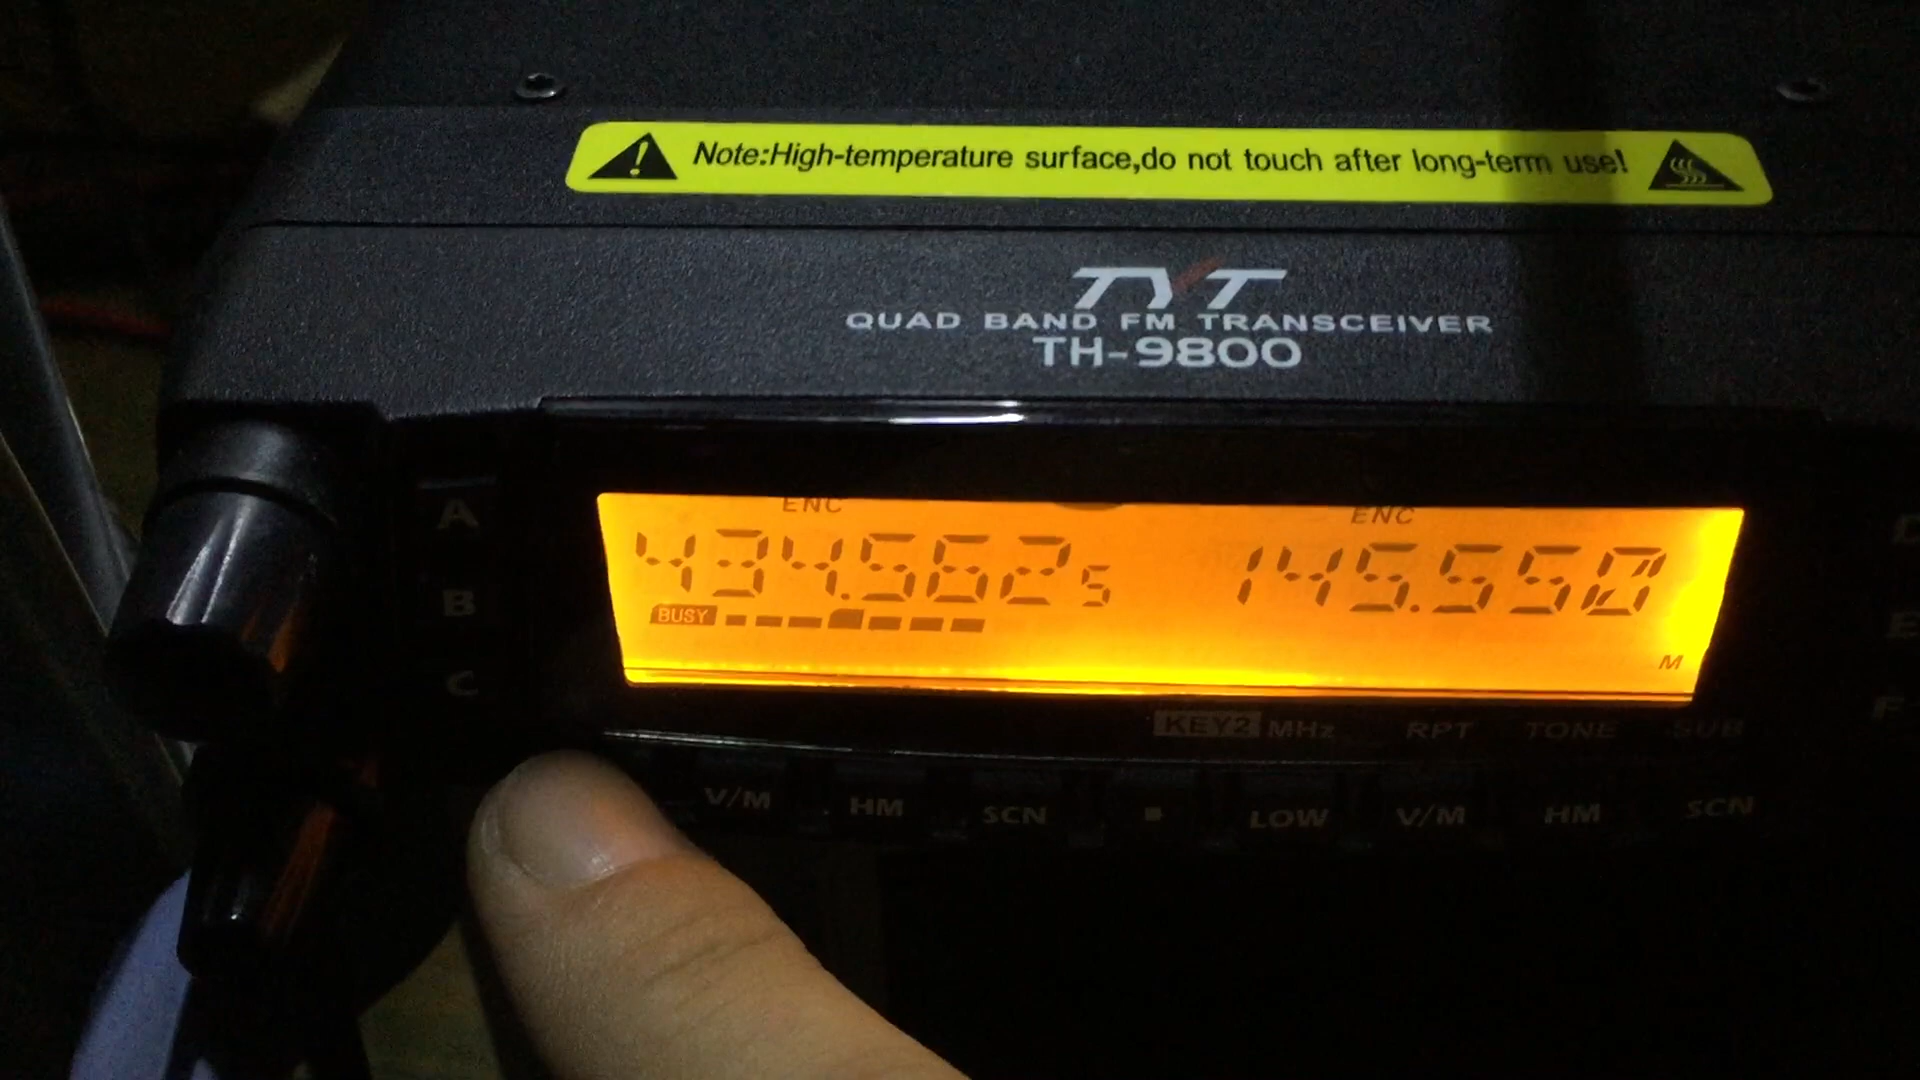 Note:High-temperature surface,do not touch after long-term use!
TYT
QUAD BAND FM TRANSCEIVER
TH-9800
A
B
C
D
E
F
ENC ENC
434.5625 145.550
BUSY
M
KEY2 MHz RPT TONE SUB
V/M HM SCN LOW V/M HM SCN